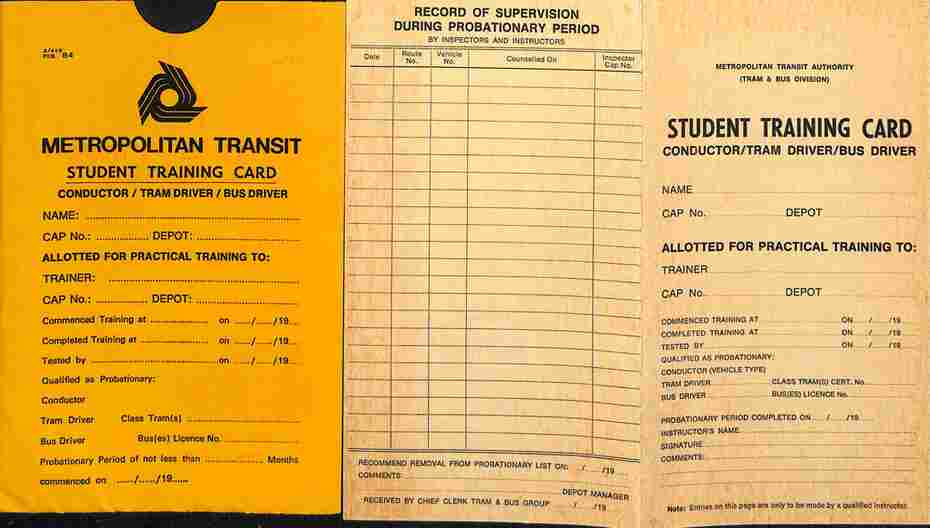 PTB. 84
METROPOLITAN TRANSIT
STUDENT TRAINING CARD
CONDUCTOR / TRAM DRIVER / BUS DRIVER
NAME: ..........
CAP No.: .......... DEPOT: ..........
ALLOTTED FOR PRACTICAL TRAINING TO:
TRAINER: ..........
CAP No.: .......... DEPOT: ..........
Commenced Training at .......... on ...../...../19....
Completed Training at .......... on ...../...../19....
Tested by .......... on ...../...../19....
Qualified as Probationary:
Conductor
Tram Driver Class Tram(s) ..........
Bus Driver Bus(es) Licence No. ..........
Probationary Period of not less than .......... Months
commenced on ...../...../19.....
RECORD OF SUPERVISION
DURING PROBATIONARY PERIOD
BY INSPECTORS AND INSTRUCTORS
Date Route No. Vehicle No. Counselled On Inspector Cap No.
RECOMMEND REMOVAL FROM PROBATIONARY LIST ON: ..../..../19....
COMMENTS:
DEPOT MANAGER
RECEIVED BY CHIEF CLERK TRAM & BUS GROUP ..../..../19....
METROPOLITAN TRANSIT AUTHORITY
(TRAM & BUS DIVISION)
STUDENT TRAINING CARD
CONDUCTOR/TRAM DRIVER/BUS DRIVER
NAME
CAP No. DEPOT
ALLOTTED FOR PRACTICAL TRAINING TO:
TRAINER
CAP No. DEPOT
COMMENCED TRAINING AT ON / /19
COMPLETED TRAINING AT ON / /19
TESTED BY ON / /19
QUALIFIED AS PROBATIONARY:
CONDUCTOR (VEHICLE TYPE)
TRAM DRIVER CLASS TRAM(S) CERT. No.
BUS DRIVER BUS(ES) LICENCE No.
PROBATIONARY PERIOD COMPLETED ON ..../..../19
INSTRUCTOR'S NAME
SIGNATURE
COMMENTS:
Note: Entries on this page are only to be made by a qualified Instructor.